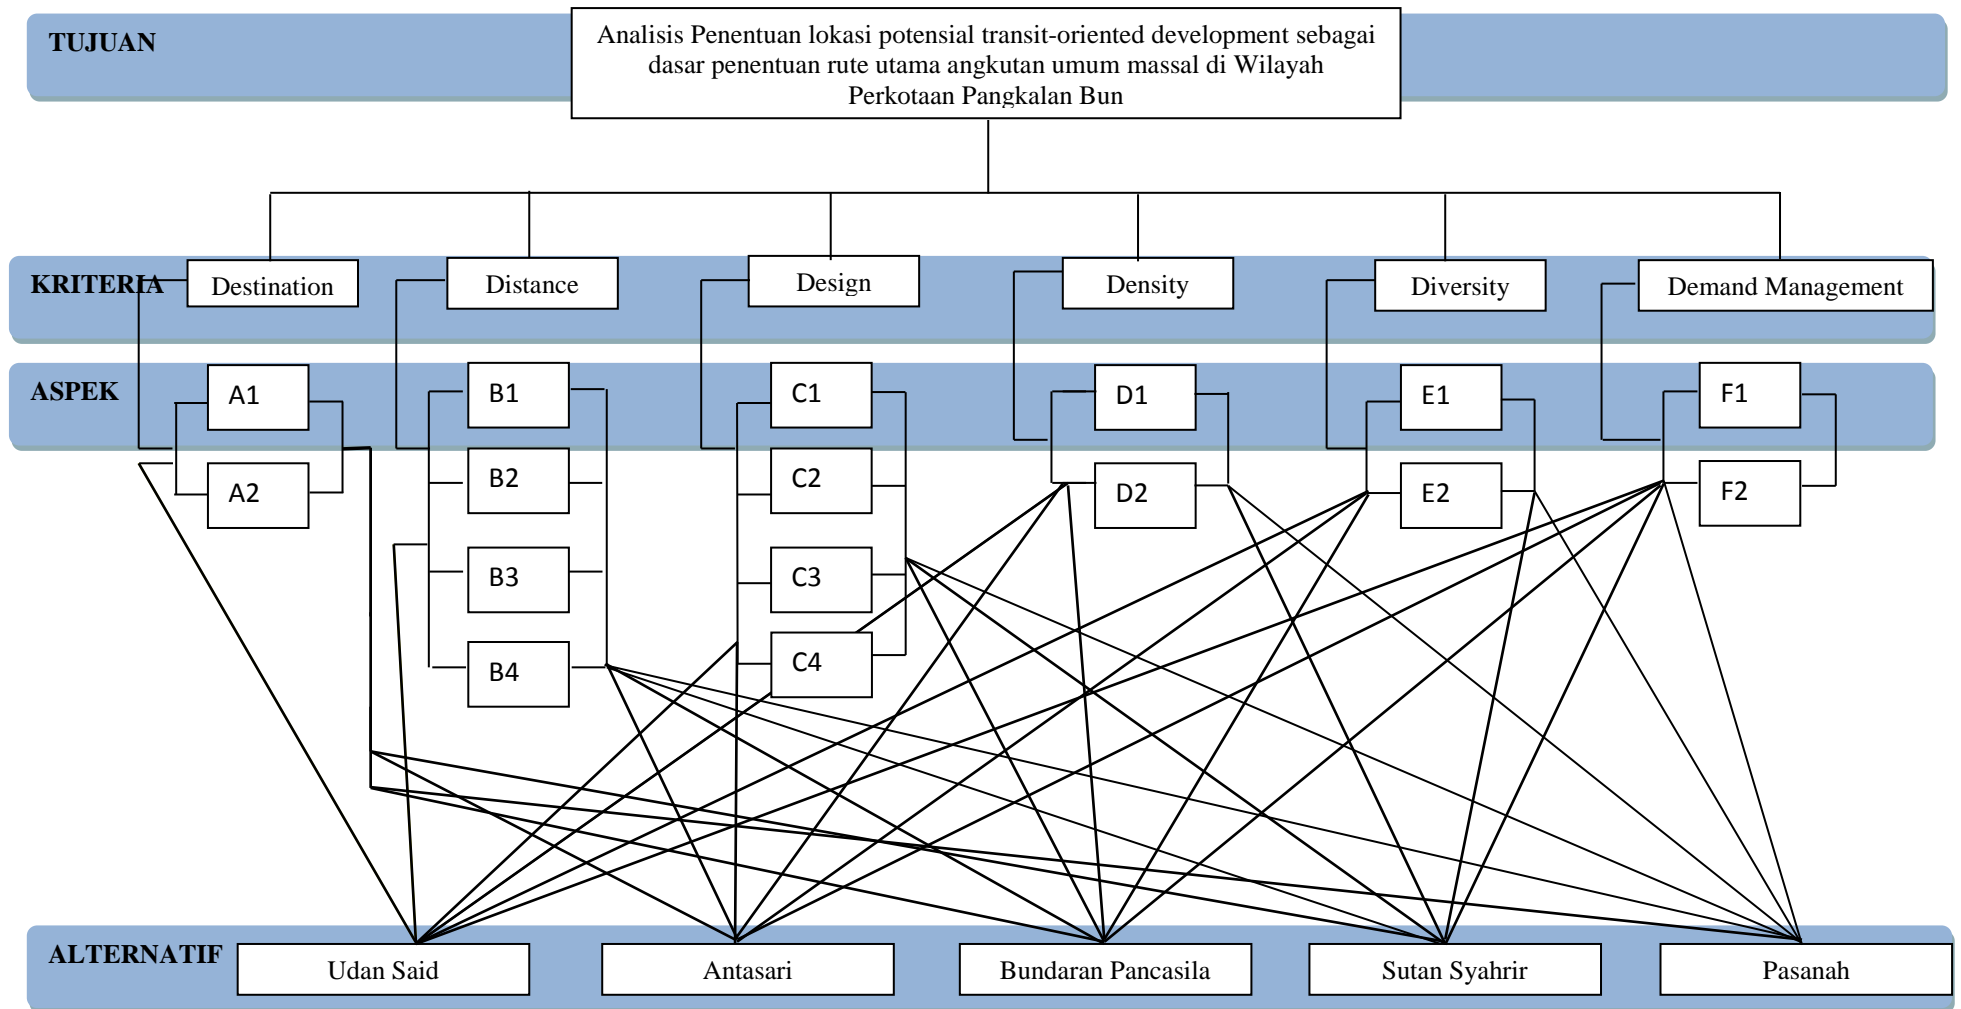 TUJUAN
Analisis Penentuan lokasi potensial transit-oriented development sebagai
dasar penentuan rute utama angkutan umum massal di Wilayah
Perkotaan Pangkalan Bun
KRITERIA
Destination
Distance
Design
Density
Diversity
Demand Management
ASPEK
A1
B1
C1
D1
E1
F1
A2
B2
C2
D2
E2
F2
B3
C3
B4
C4
ALTERNATIF
Udan Said
Antasari
Bundaran Pancasila
Sutan Syahrir
Pasanah